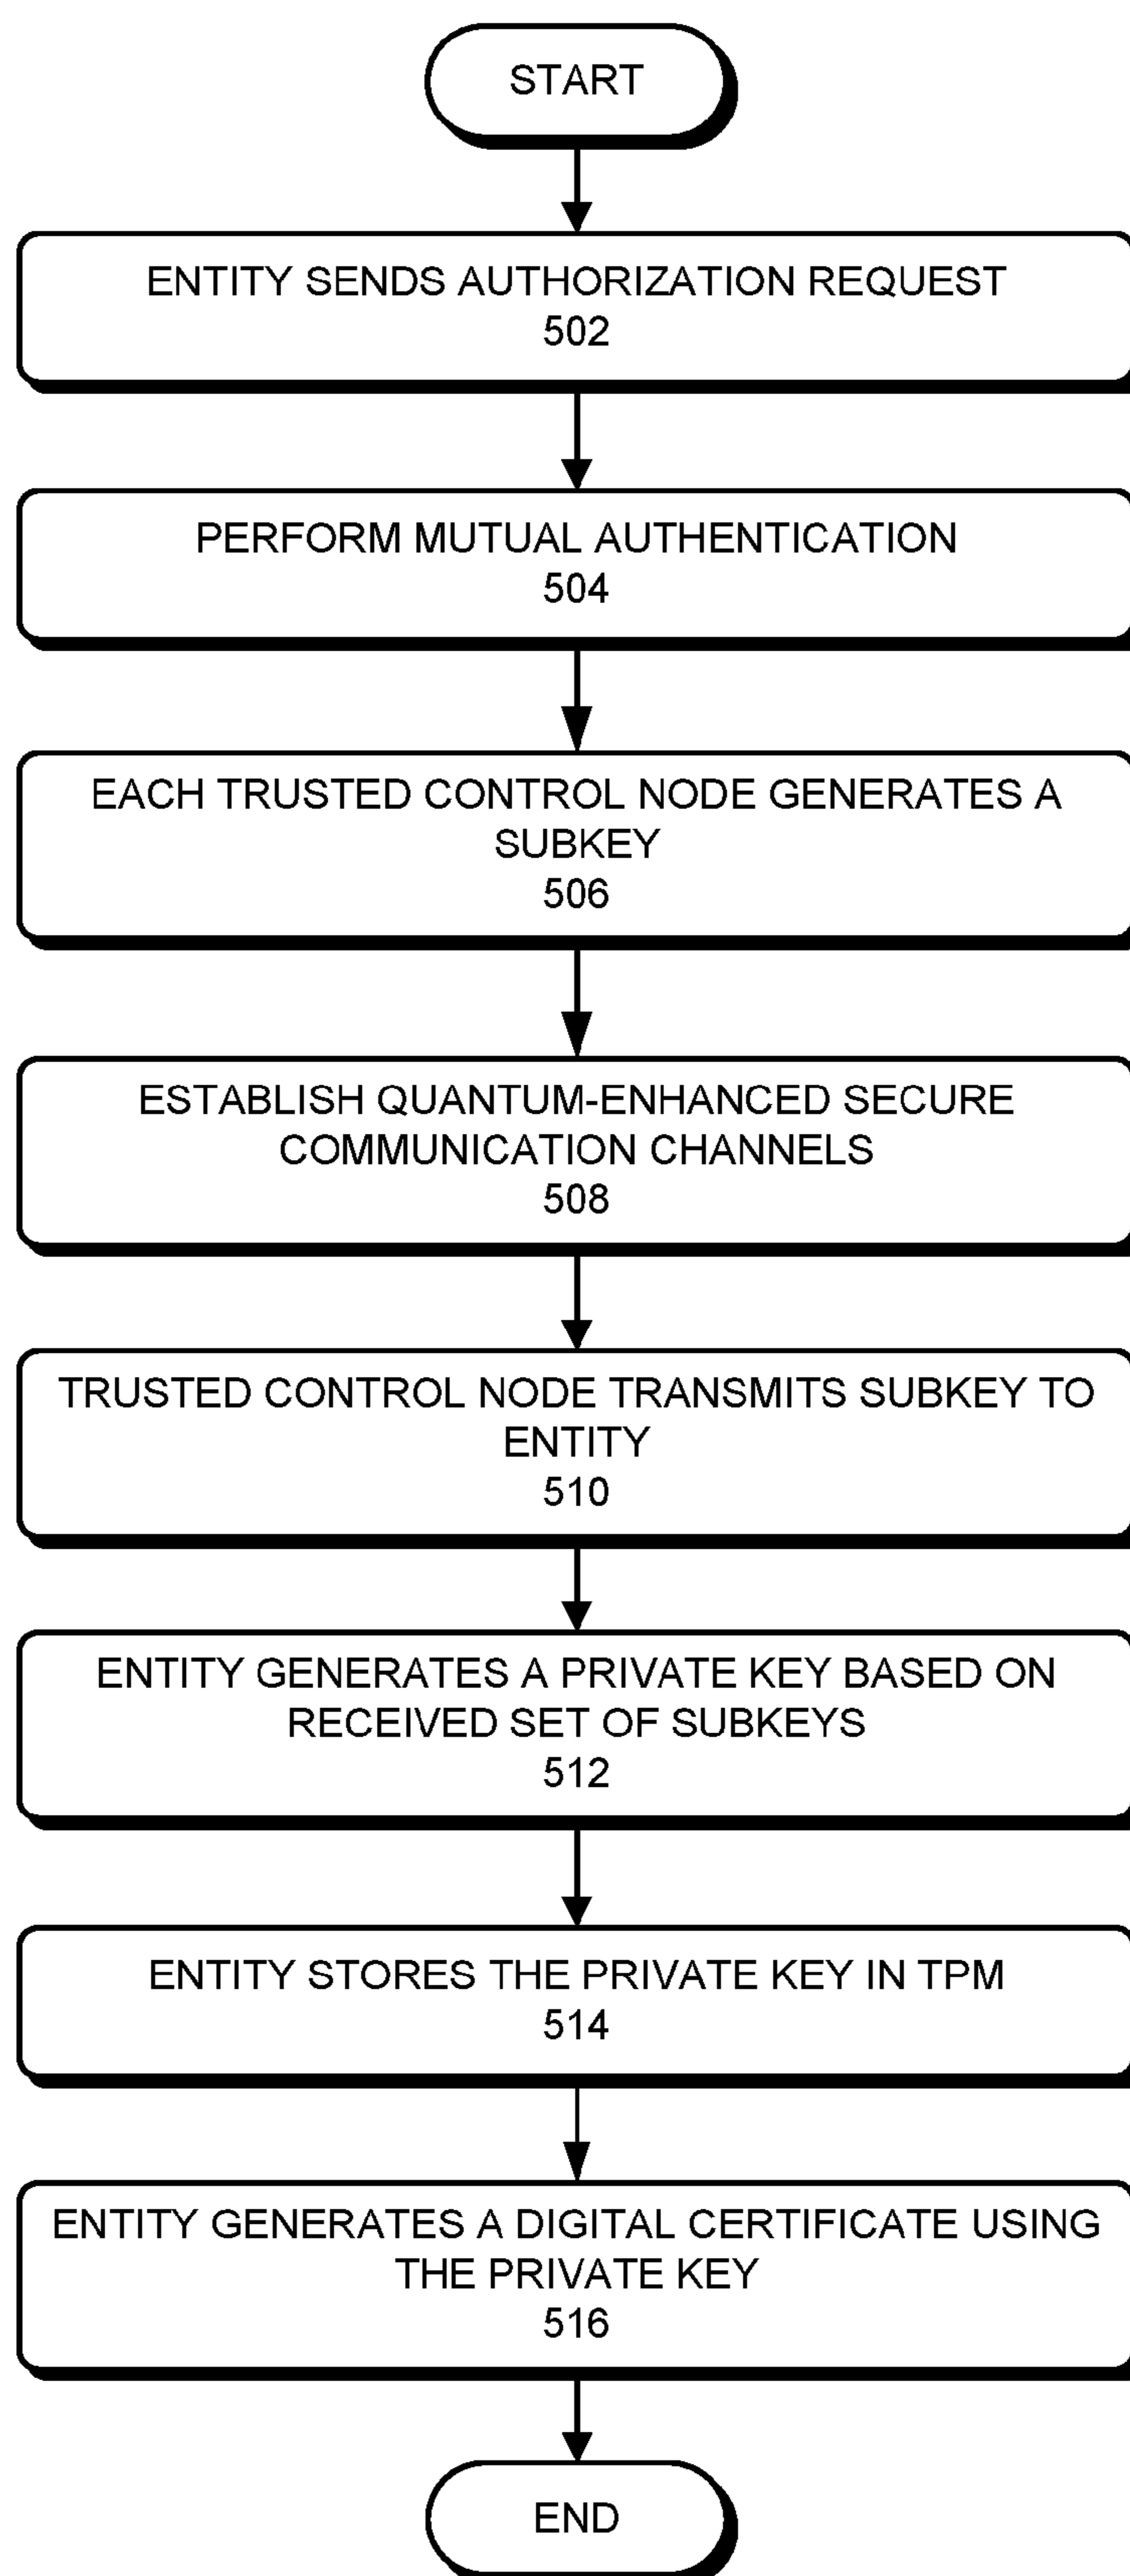 START
ENTITY SENDS AUTHORIZATION REQUEST
502
PERFORM MUTUAL AUTHENTICATION
504
EACH TRUSTED CONTROL NODE GENERATES A
SUBKEY
506
ESTABLISH QUANTUM-ENHANCED SECURE
COMMUNICATION CHANNELS
508
TRUSTED CONTROL NODE TRANSMITS SUBKEY TO
ENTITY
510
ENTITY GENERATES A PRIVATE KEY BASED ON
RECEIVED SET OF SUBKEYS
512
ENTITY STORES THE PRIVATE KEY IN TPM
514
ENTITY GENERATES A DIGITAL CERTIFICATE USING
THE PRIVATE KEY
516
END